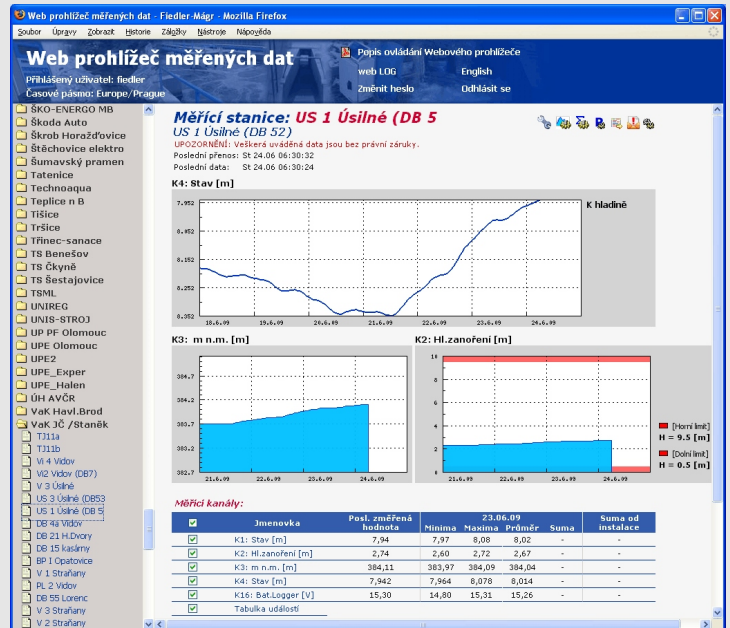 Web prohlížeč měřených dat - Fiedler-Mágr - Mozilla Firefox
Soubor Úpravy Zobrazit Historie Záložky Nástroje Nápověda
Web prohlížeč měřených dat
Přihlášený uživatel: fiedler
Časové pásmo: Europe/Prague
Popis ovládání Webového prohlížeče
web LOG English
Změnit heslo Odhlásit se
ŠKO-ENERGO MB
Škoda Auto
Škrob Horažďovice
Štěchovice elektro
Šumavský pramen
Tatenice
Technoaqua
Teplice n B
Tišice
Tršice
Třinec-sanace
TS Benešov
TS Čkyně
TS Šestajovice
TSML
UNIREG
UNIS-STROJ
UP PF Olomouc
UPE Olomouc
UPE2
UPE_Exper
UPE_Halen
ÚH AVČR
VaK Havl.Brod
VaK JČ /Staněk
TJ11a
TJ11b
Vi 4 Vidov
Vi2 Vidov (DB7)
V 3 Úsilné
US 3 Úsilné (DB53
US 1 Úsilné (DB 5
DB 4a Vidov
DB 21 H.Dvory
DB 15 kasárny
BP I Opatovice
V 1 Straňany
PL 2 Vidov
DB 55 Lorenc
V 3 Straňany
V 2 Straňany
Měřící stanice: US 1 Úsilné (DB 5
US 1 Úsilné (DB 52)
UPOZORNĚNÍ: Veškerá uváděná data jsou bez právní záruky.
Poslední přenos: St 24.06 06:30:32
Poslední data: St 24.06 06:30:24
K4: Stav [m]
7.952
8.052
8.152
8.252
8.352
18.6.09 19.6.09 20.6.09 21.6.09 22.6.09 23.6.09 24.6.09
K hladině
K3: m n.m. [m]
384.7
384.2
383.7
383.2
382.7
21.6.09 22.6.09 23.6.09 24.6.09
K2: Hl.zanoření [m]
10
8
6
4
2
0
21.6.09 22.6.09 23.6.09 24.6.09
[Horní limit]
H = 9.5 [m]
[Dolní limit]
H = 0.5 [m]
Měřící kanály:
Jmenovka Posl. změřená hodnota 23.06.09 Suma od instalace
Minima Maxima Průměr Suma
K1: Stav [m] 7,94 7,97 8,08 8,02 - -
K2: Hl.zanoření [m] 2,74 2,60 2,72 2,67 - -
K3: m n.m. [m] 384,11 383,97 384,09 384,04 - -
K4: Stav [m] 7,942 7,964 8,078 8,014 - -
K16: Bat.Logger [V] 15,30 14,80 15,31 15,26 - -
Tabulka událostí